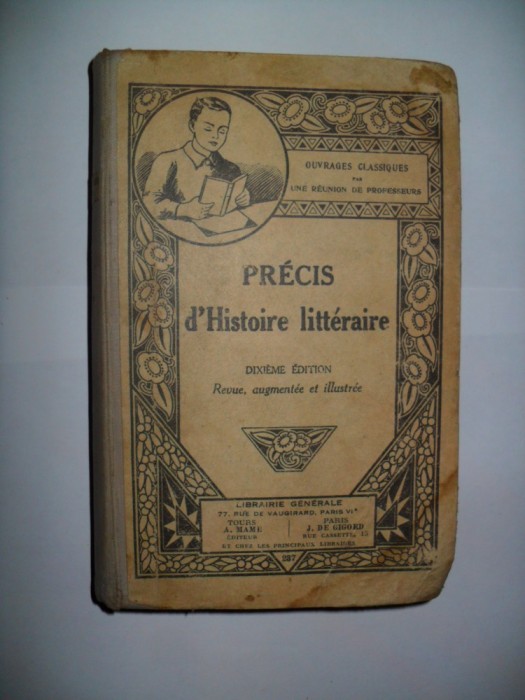 OUVRAGES CLASSIQUES
PAR
UNE RÉUNION DE PROFESSEURS
PRÉCIS
d'Histoire littéraire
DIXIÈME ÉDITION
Revue, augmentée et illustrée
LIBRAIRIE GÉNÉRALE
77, RUE DE VAUGIRARD, PARIS VIe
TOURS
A. MAME
ÉDITEUR
PARIS
J. DE GIGORD
RUE CASSETTE, 15
ET CHEZ LES PRINCIPAUX LIBRAIRES
287